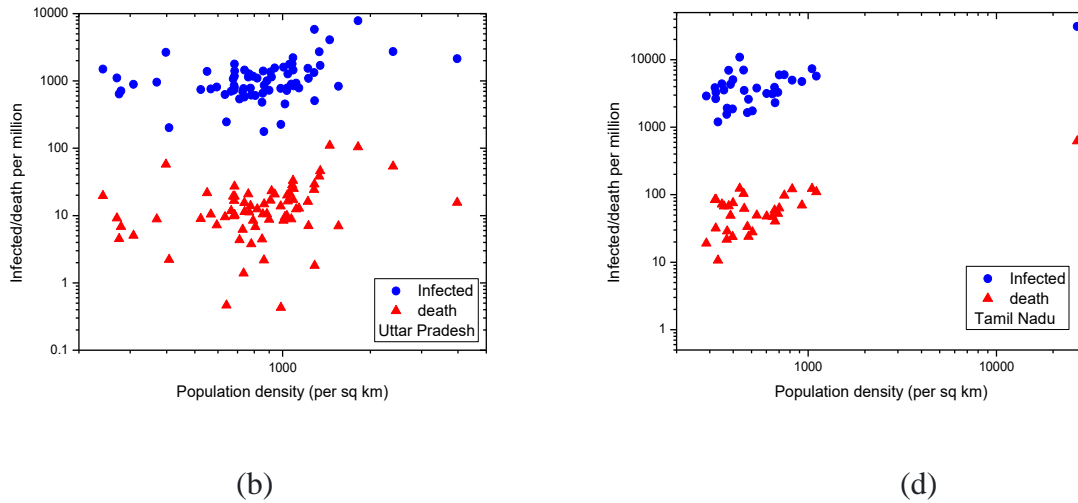 10000
1000
100
10
1
0.1
Infected/death per million
Infected
death
Uttar Pradesh
1000
Population density (per sq km)
(b)
10000
1000
100
10
1
Infected/death per million
Infected
death
Tamil Nadu
1000
10000
Population density (per sq km)
(d)